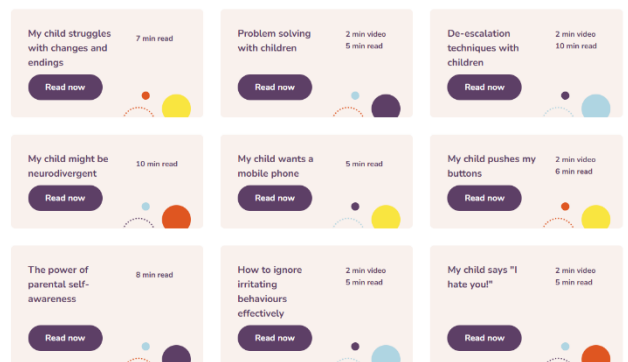 My child struggles
with changes and
endings
7 min read
Read now
Problem solving
with children
2 min video
5 min read
Read now
De-escalation
techniques with
children
2 min video
10 min read
Read now
My child might be
neurodivergent
10 min read
Read now
My child wants a
mobile phone
5 min read
Read now
My child pushes my
buttons
2 min video
6 min read
Read now
The power of
parental self-
awareness
8 min read
Read now
How to ignore
irritating
behaviours
effectively
2 min video
5 min read
Read now
My child says "I
hate you!"
2 min video
5 min read
Read now